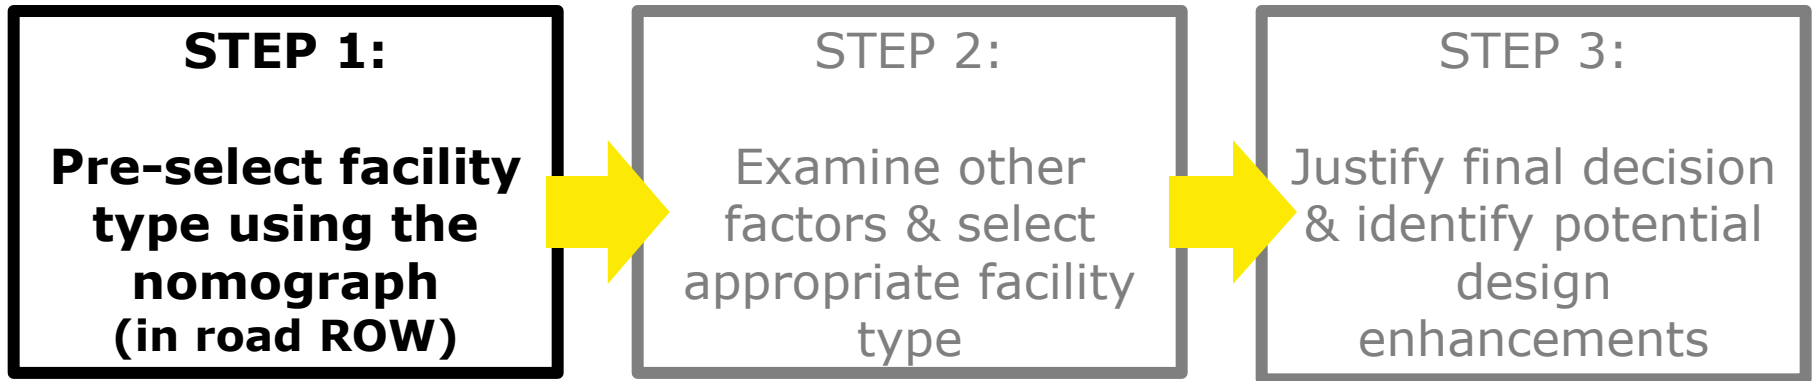 STEP 1:
Pre-select facility
type using the
nomograph
(in road ROW)
STEP 2:
Examine other
factors & select
appropriate facility
type
STEP 3:
Justify final decision
& identify potential
design
enhancements